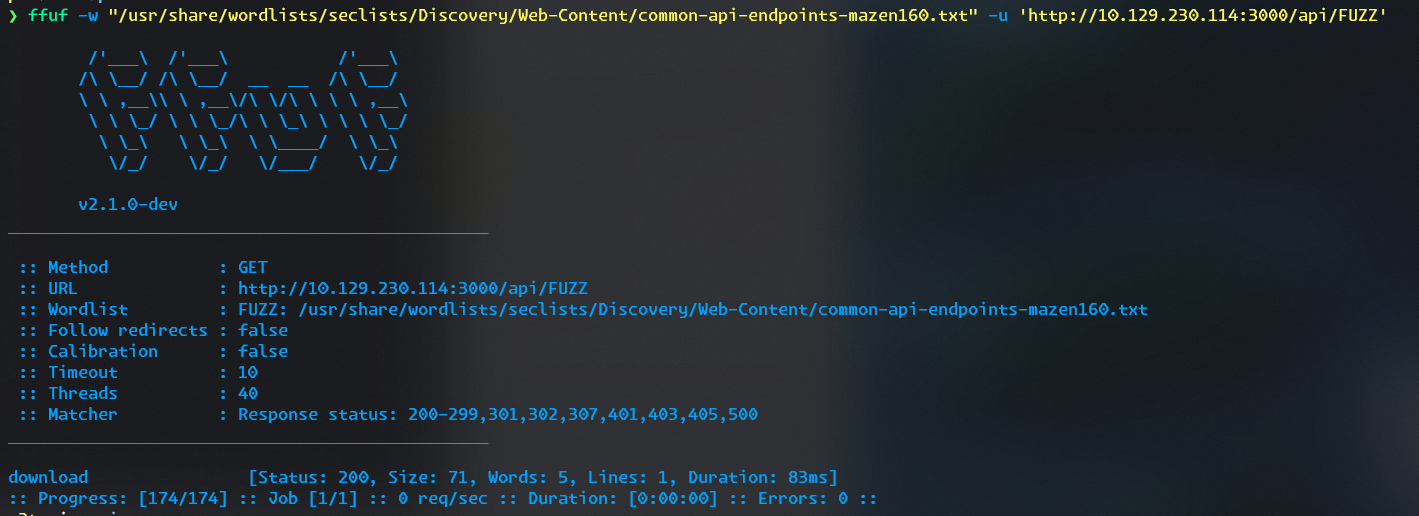 ❯ ffuf -w "/usr/share/wordlists/seclists/Discovery/Web-Content/common-api-endpoints-mazen160.txt" -u 'http://10.129.230.114:3000/api/FUZZ'
        /'___\  /'___\           /'___\
       /\ \__/ /\ \__/  __  __  /\ \__/
       \ \ ,__\\ \ ,__\/\ \/\ \ \ \ ,__\
        \ \ \_/ \ \ \_/\ \ \_\ \ \ \ \_/
         \ \_\   \ \_\  \ \____/  \ \_\
          \/_/    \/_/   \/___/    \/_/
       v2.1.0-dev
________________________________________________
 :: Method           : GET
 :: URL              : http://10.129.230.114:3000/api/FUZZ
 :: Wordlist         : FUZZ: /usr/share/wordlists/seclists/Discovery/Web-Content/common-api-endpoints-mazen160.txt
 :: Follow redirects : false
 :: Calibration      : false
 :: Timeout          : 10
 :: Threads          : 40
 :: Matcher          : Response status: 200-299,301,302,307,401,403,405,500
________________________________________________
download                [Status: 200, Size: 71, Words: 5, Lines: 1, Duration: 83ms]
:: Progress: [174/174] :: Job [1/1] :: 0 req/sec :: Duration: [0:00:00] :: Errors: 0 ::